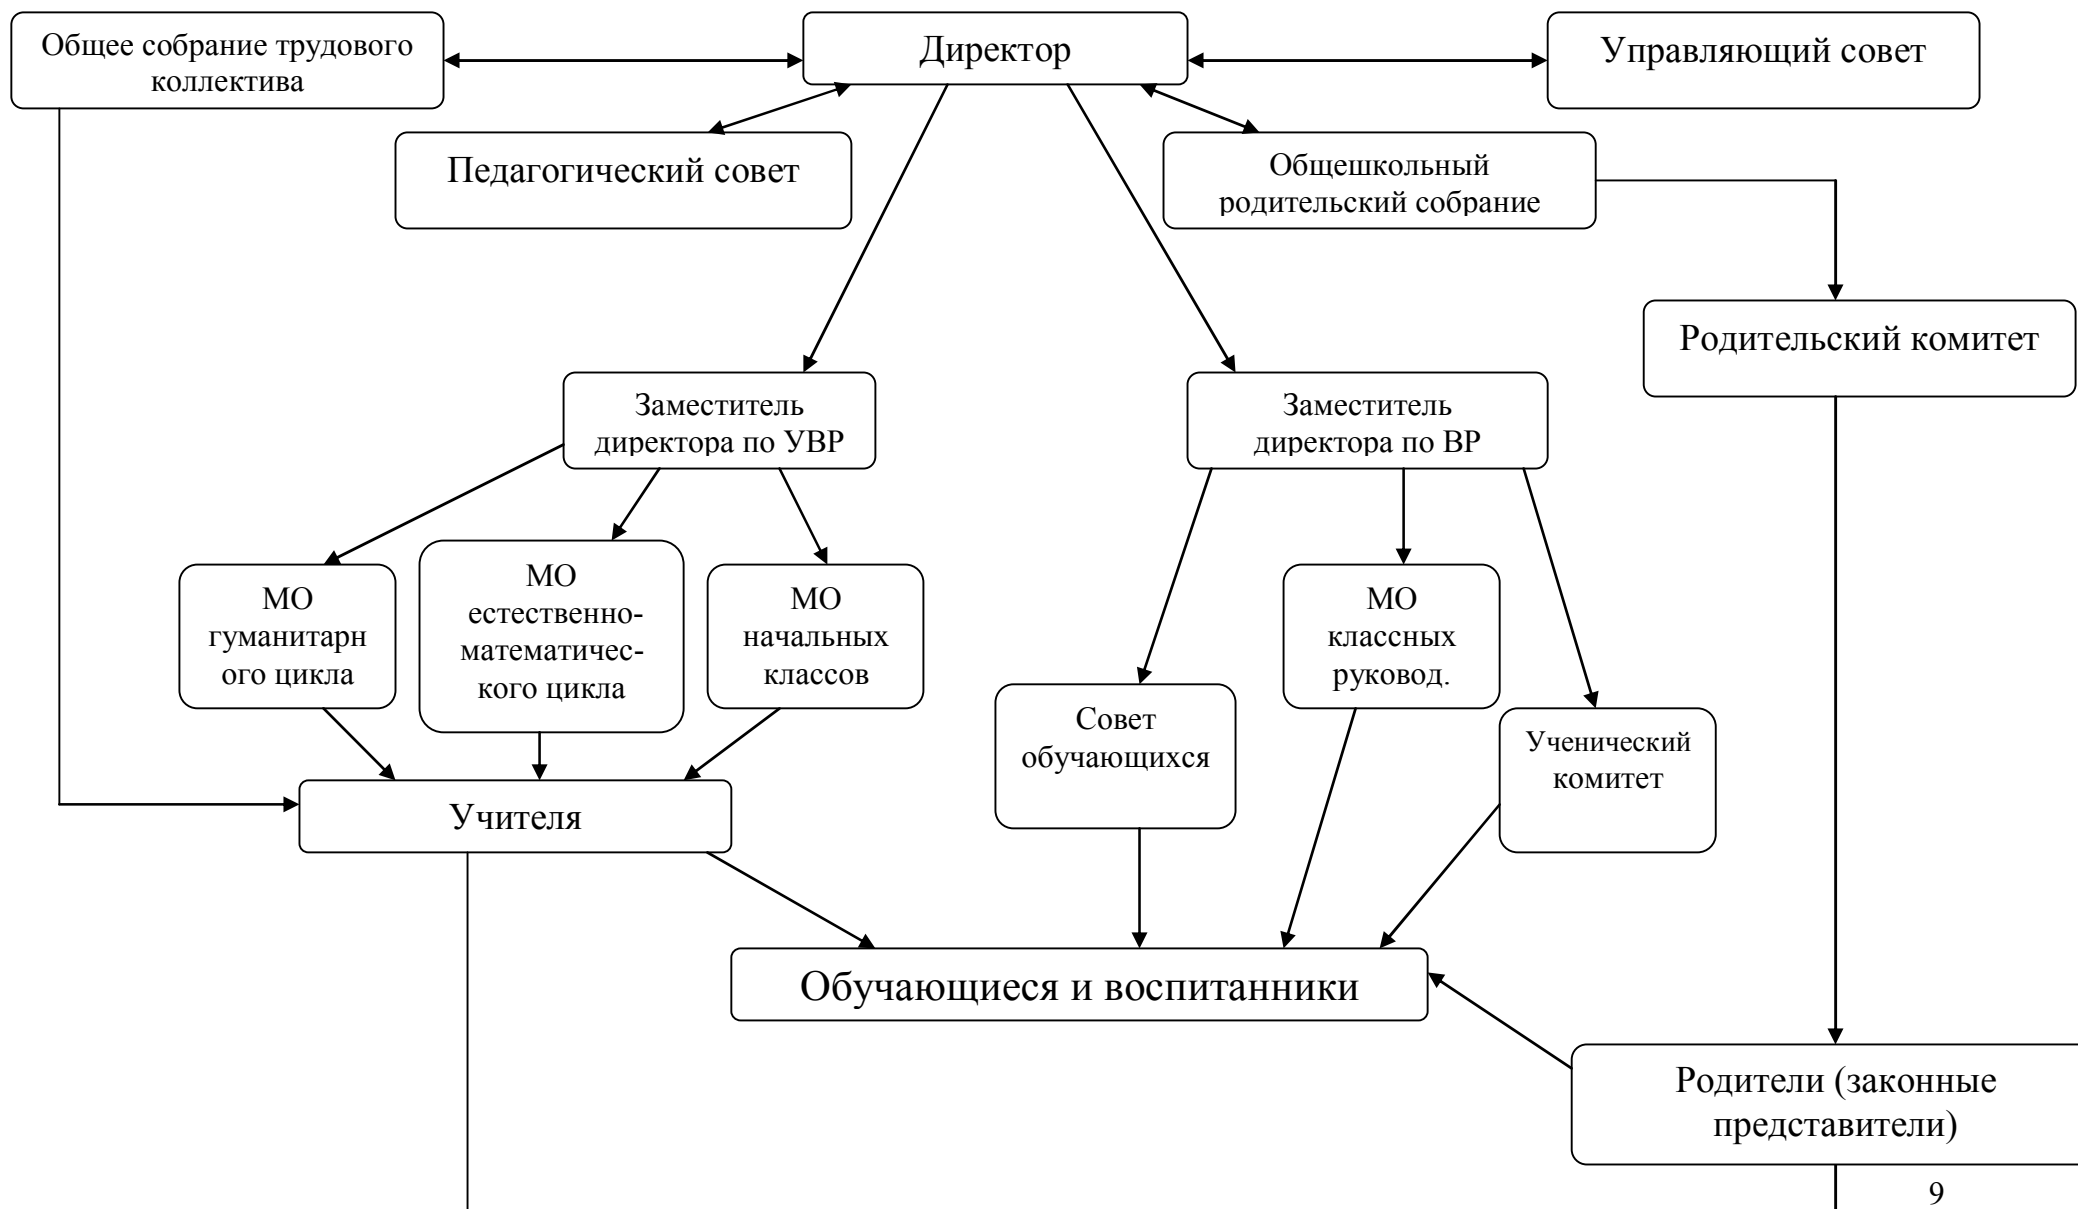 Общее собрание трудового
коллектива
Директор
Управляющий совет
Педагогический совет
Общешкольный
родительский собрание
Родительский комитет
Заместитель
директора по УВР
Заместитель
директора по ВР
МО
гуманитарн
ого цикла
МО
естественно-
математичес-
кого цикла
МО
начальных
классов
Совет
обучающихся
МО
классных
руковод.
Ученический
комитет
Учителя
Обучающиеся и воспитанники
Родители (законные
представители)
9